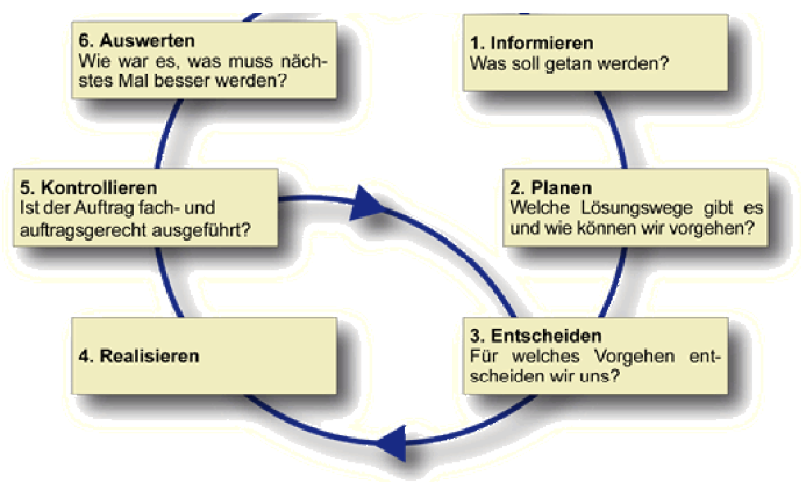 1. Informieren
Was soll getan werden?
2. Planen
Welche Lösungswege gibt es
und wie können wir vorgehen?
3. Entscheiden
Für welches Vorgehen ent-
scheiden wir uns?
4. Realisieren
5. Kontrollieren
Ist der Auftrag fach- und
auftragsgerecht ausgeführt?
6. Auswerten
Wie war es, was muss näch-
stes Mal besser werden?